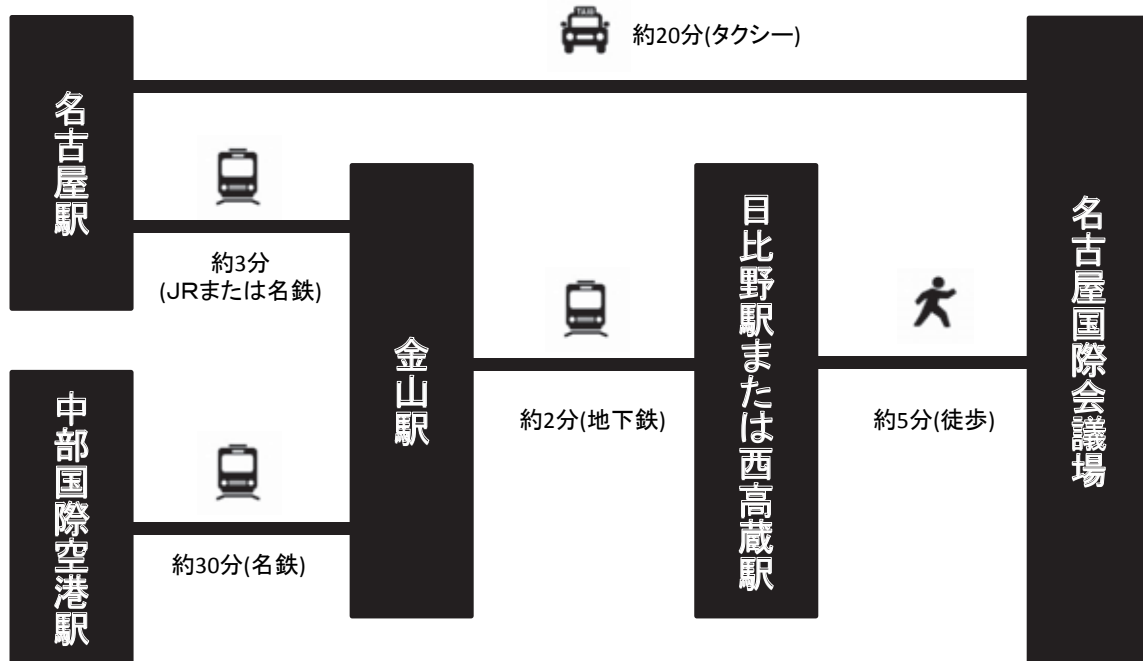 TAXI
約20分(タクシー)
名古屋駅
約3分
(JRまたは名鉄)
中部国際空港駅
約30分(名鉄)
金山駅
約2分(地下鉄)
日比野駅または西高蔵駅
約5分(徒歩)
名古屋国際会議場